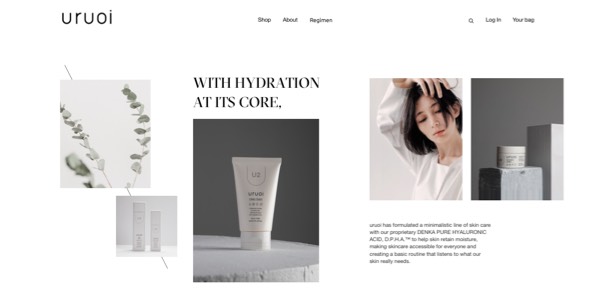 uruoi
Shop
About
Regimen
Log In
Your bag
WITH HYDRATION
AT ITS CORE,
uruoi
uruoi has formulated a minimalistic line of skin care
with our proprietary DENKA PURE HYALURONIC
ACID, D.P.H.A.™ to help skin retain moisture,
making skincare accessible for everyone and
creating a basic routine that listens to what our
skin really needs.